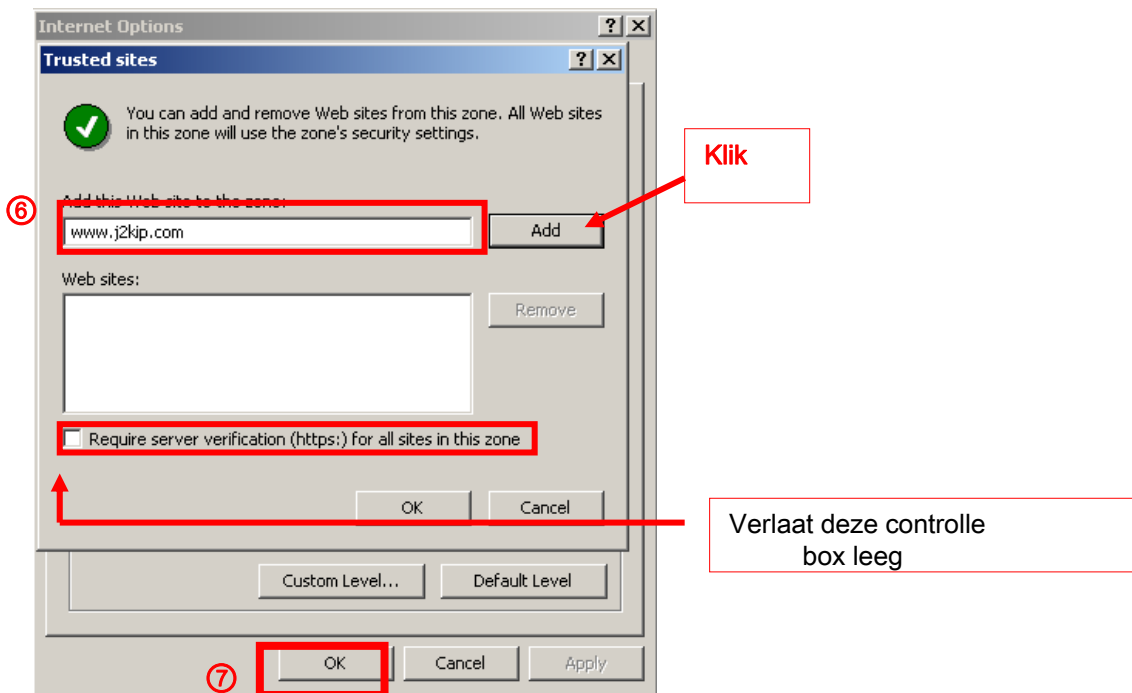 Internet Options
Trusted sites
You can add and remove Web sites from this zone. All Web sites
in this zone will use the zone's security settings.
Klik
Add this Web site to the zone:
⑥
www.j2kip.com
Add
Web sites:
Remove
Require server verification (https:) for all sites in this zone
OK
Cancel
Verlaat deze controlle
box leeg
Custom Level...
Default Level
OK
Cancel
Apply
⑦